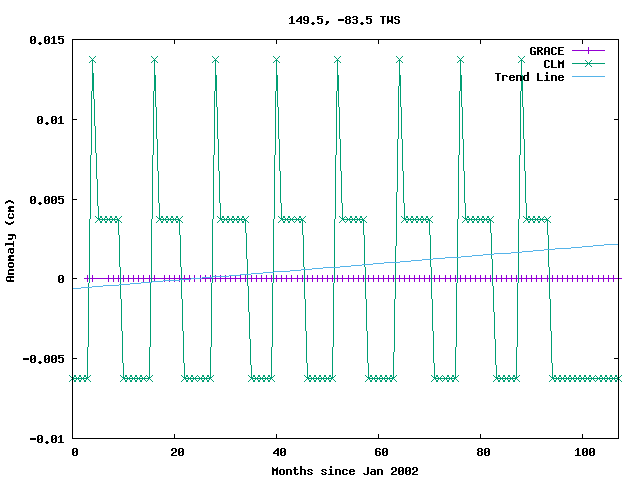 149.5, -83.5 TWS
GRACE
CLM
Trend Line
0.015
0.01
0.005
0
-0.005
-0.01
Anomaly (cm)
0 20 40 60 80 100
Months since Jan 2002